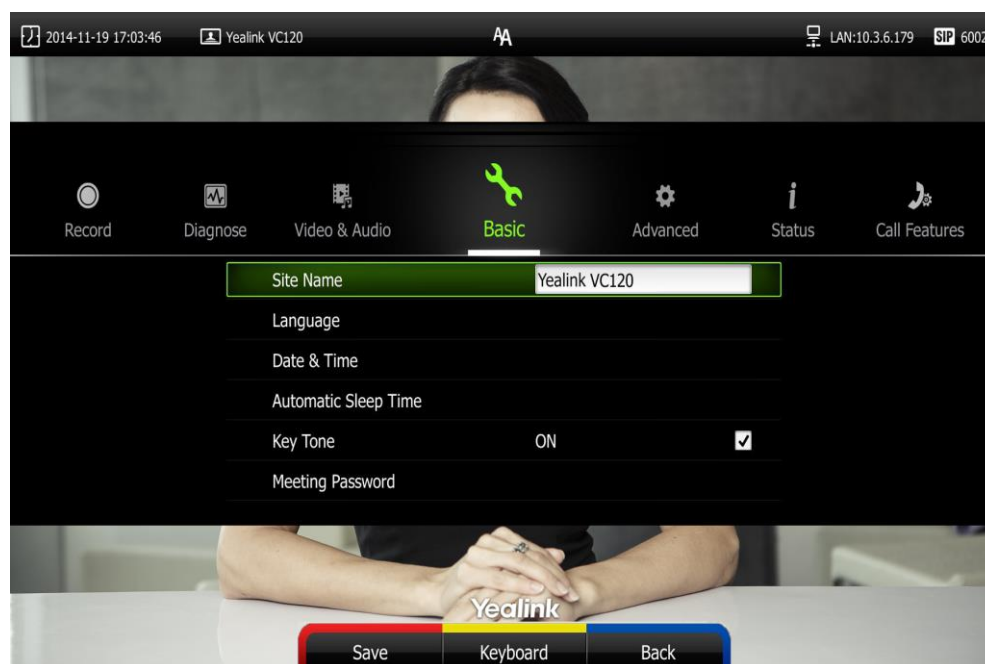 2014-11-19 17:03:46 Yealink VC120 AA LAN:10.3.6.179 SIP 6002
Record Diagnose Video & Audio Basic Advanced Status Call Features
Site Name Yealink VC120
Language
Date & Time
Automatic Sleep Time
Key Tone ON
Meeting Password
Yealink
Save Keyboard Back